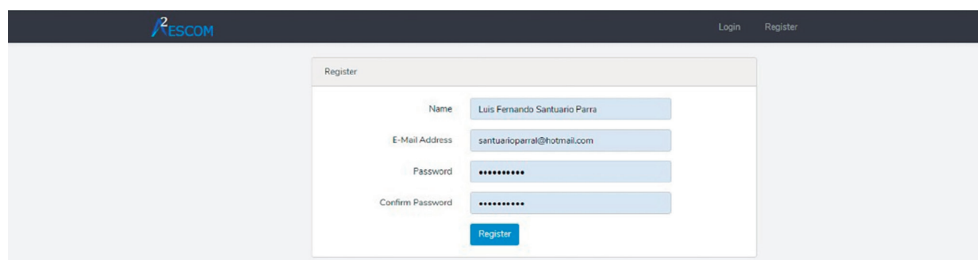 R2ESCOM Login Register
Register
Name Luis Fernando Santuario Parra
E-Mail Address santuarioparral@hotmail.com
Password ••••••••••
Confirm Password ••••••••••
Register